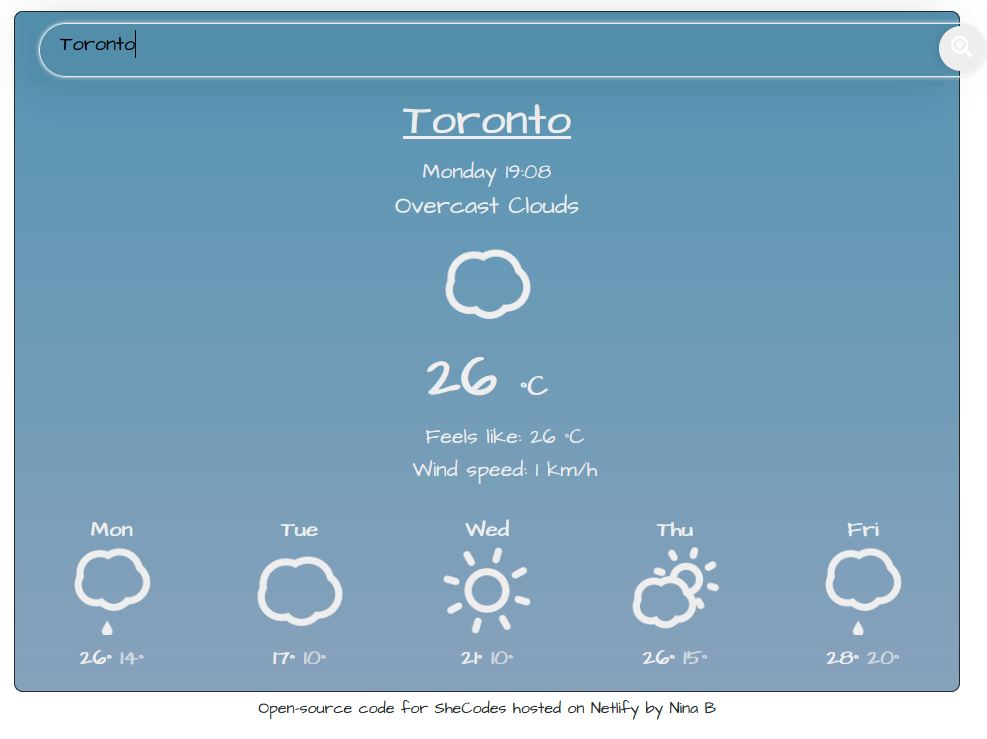 Toronto
Toronto
Monday 19:08
Overcast Clouds
26 °C
Feels like: 26 °C
Wind speed: 1 km/h
Mon Tue Wed Thu Fri
26° 14° 17° 10° 21° 10° 26° 15° 28° 20°
Open-source code for SheCodes hosted on Netlify by Nina B